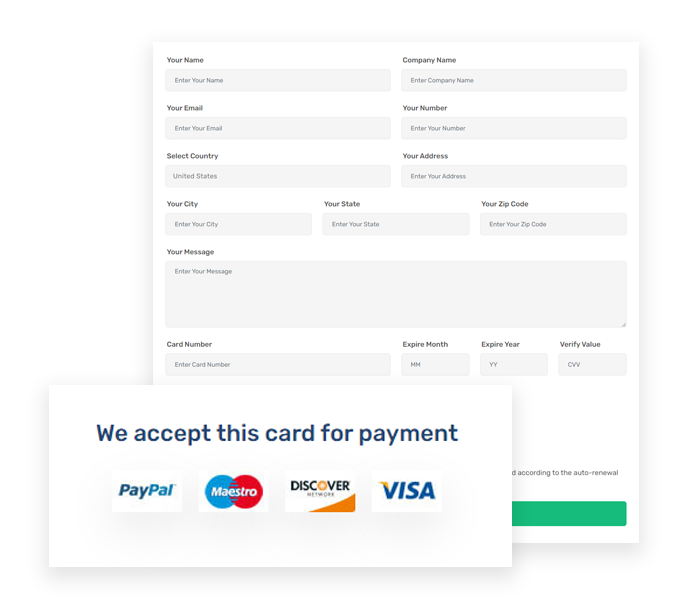 Your Name
Company Name
Enter Your Name
Enter Company Name
Your Email
Your Number
Enter Your Email
Enter Your Number
Select Country
Your Address
United States
Enter Your Address
Your City
Your State
Your Zip Code
Enter Your City
Enter Your State
Enter Your Zip Code
Your Message
Enter Your Message
Card Number
Expire Month
Expire Year
Verify Value
Enter Card Number
MM
YY
CVV
We accept this card for payment
d according to the auto-renewal
PayPal
Maestro
DISCOVER
NETWORK
VISA